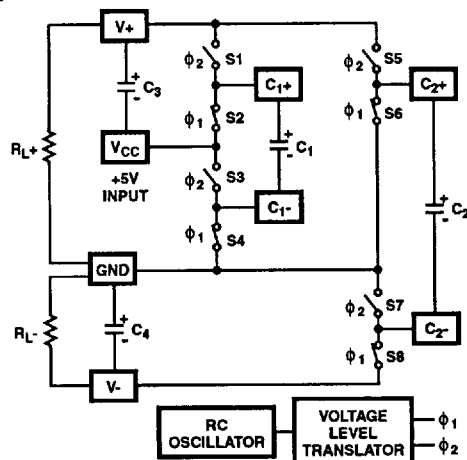 V+
ϕ2 S1
ϕ2 S5
+
-
C3
C1+
C2+
ϕ1 S2
ϕ1 S6
RL+
VCC
+5V
INPUT
+
-
C1
ϕ2 S3
+
-
C2
C1-
ϕ1 S4
GND
ϕ2 S7
RL-
+
-
C4
C2-
ϕ1 S8
V-
RC
OSCILLATOR
VOLTAGE
LEVEL
TRANSLATOR
ϕ1
ϕ2